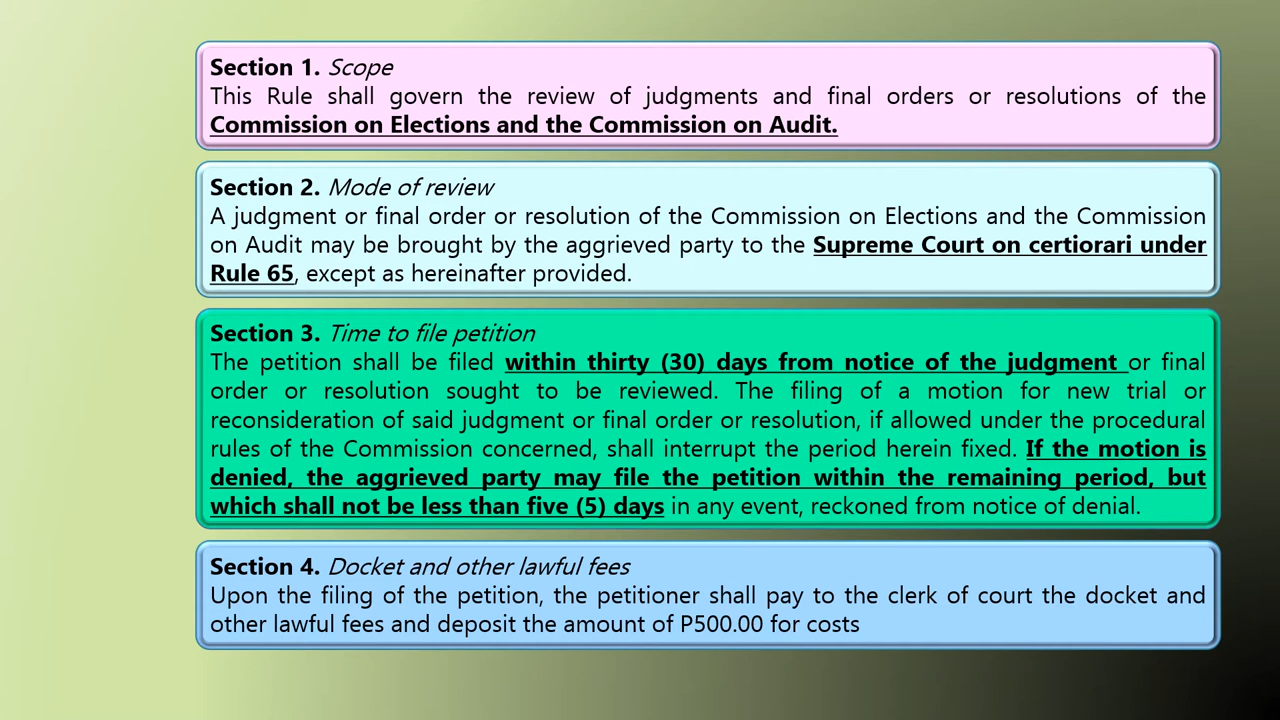 Section 1. Scope
This Rule shall govern the review of judgments and final orders or resolutions of the
Commission on Elections and the Commission on Audit.
Section 2. Mode of review
A judgment or final order or resolution of the Commission on Elections and the Commission
on Audit may be brought by the aggrieved party to the Supreme Court on certiorari under
Rule 65, except as hereinafter provided.
Section 3. Time to file petition
The petition shall be filed within thirty (30) days from notice of the judgment or final
order or resolution sought to be reviewed. The filing of a motion for new trial or
reconsideration of said judgment or final order or resolution, if allowed under the procedural
rules of the Commission concerned, shall interrupt the period herein fixed. If the motion is
denied, the aggrieved party may file the petition within the remaining period, but
which shall not be less than five (5) days in any event, reckoned from notice of denial.
Section 4. Docket and other lawful fees
Upon the filing of the petition, the petitioner shall pay to the clerk of court the docket and
other lawful fees and deposit the amount of P500.00 for costs